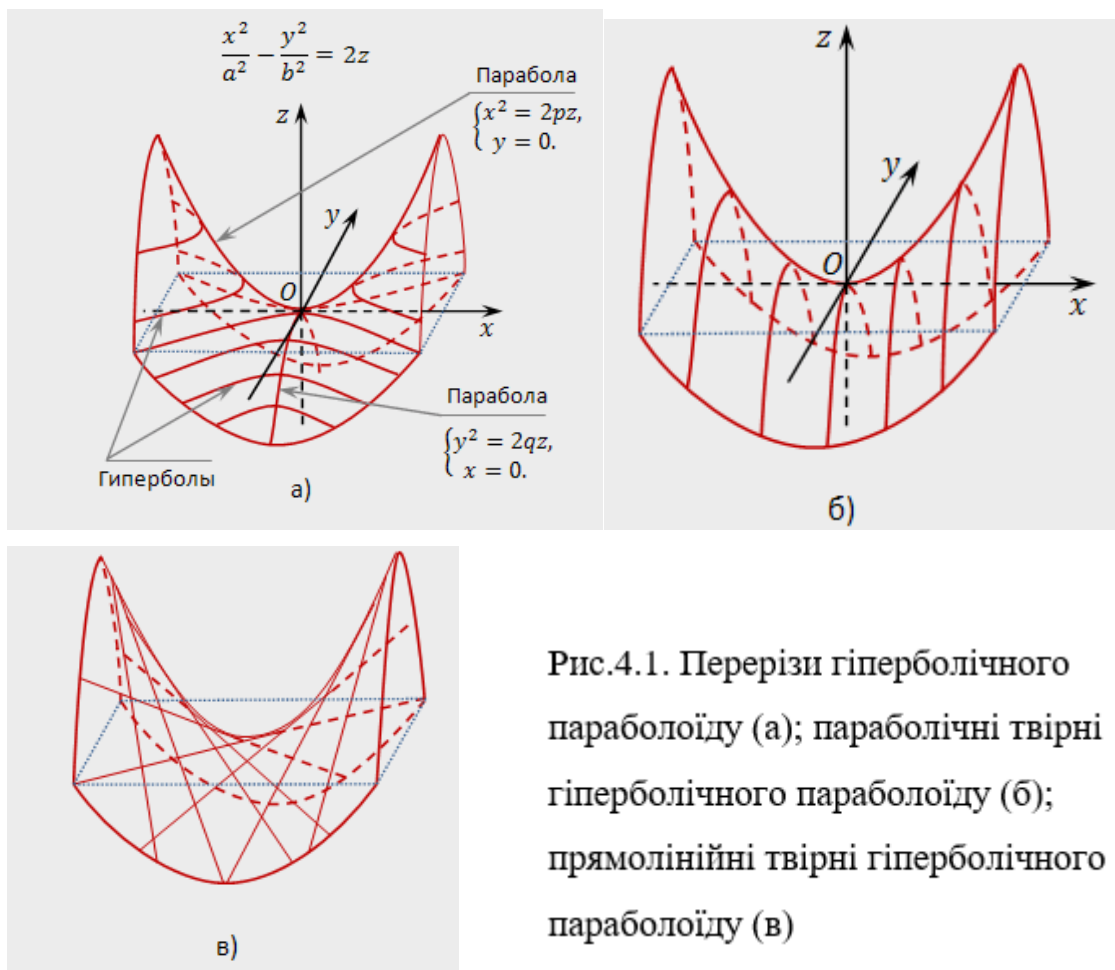 x²/a² − y²/b² = 2z
Парабола
{x² = 2pz,
y = 0.
z
y
O
x
Парабола
{y² = 2qz,
x = 0.
Гиперболы
а)
z
y
O
x
б)
в)
Рис.4.1. Перерізи гіперболічного
параболоїду (а); параболічні твірні
гіперболічного параболоїду (б);
прямолінійні твірні гіперболічного
параболоїду (в)